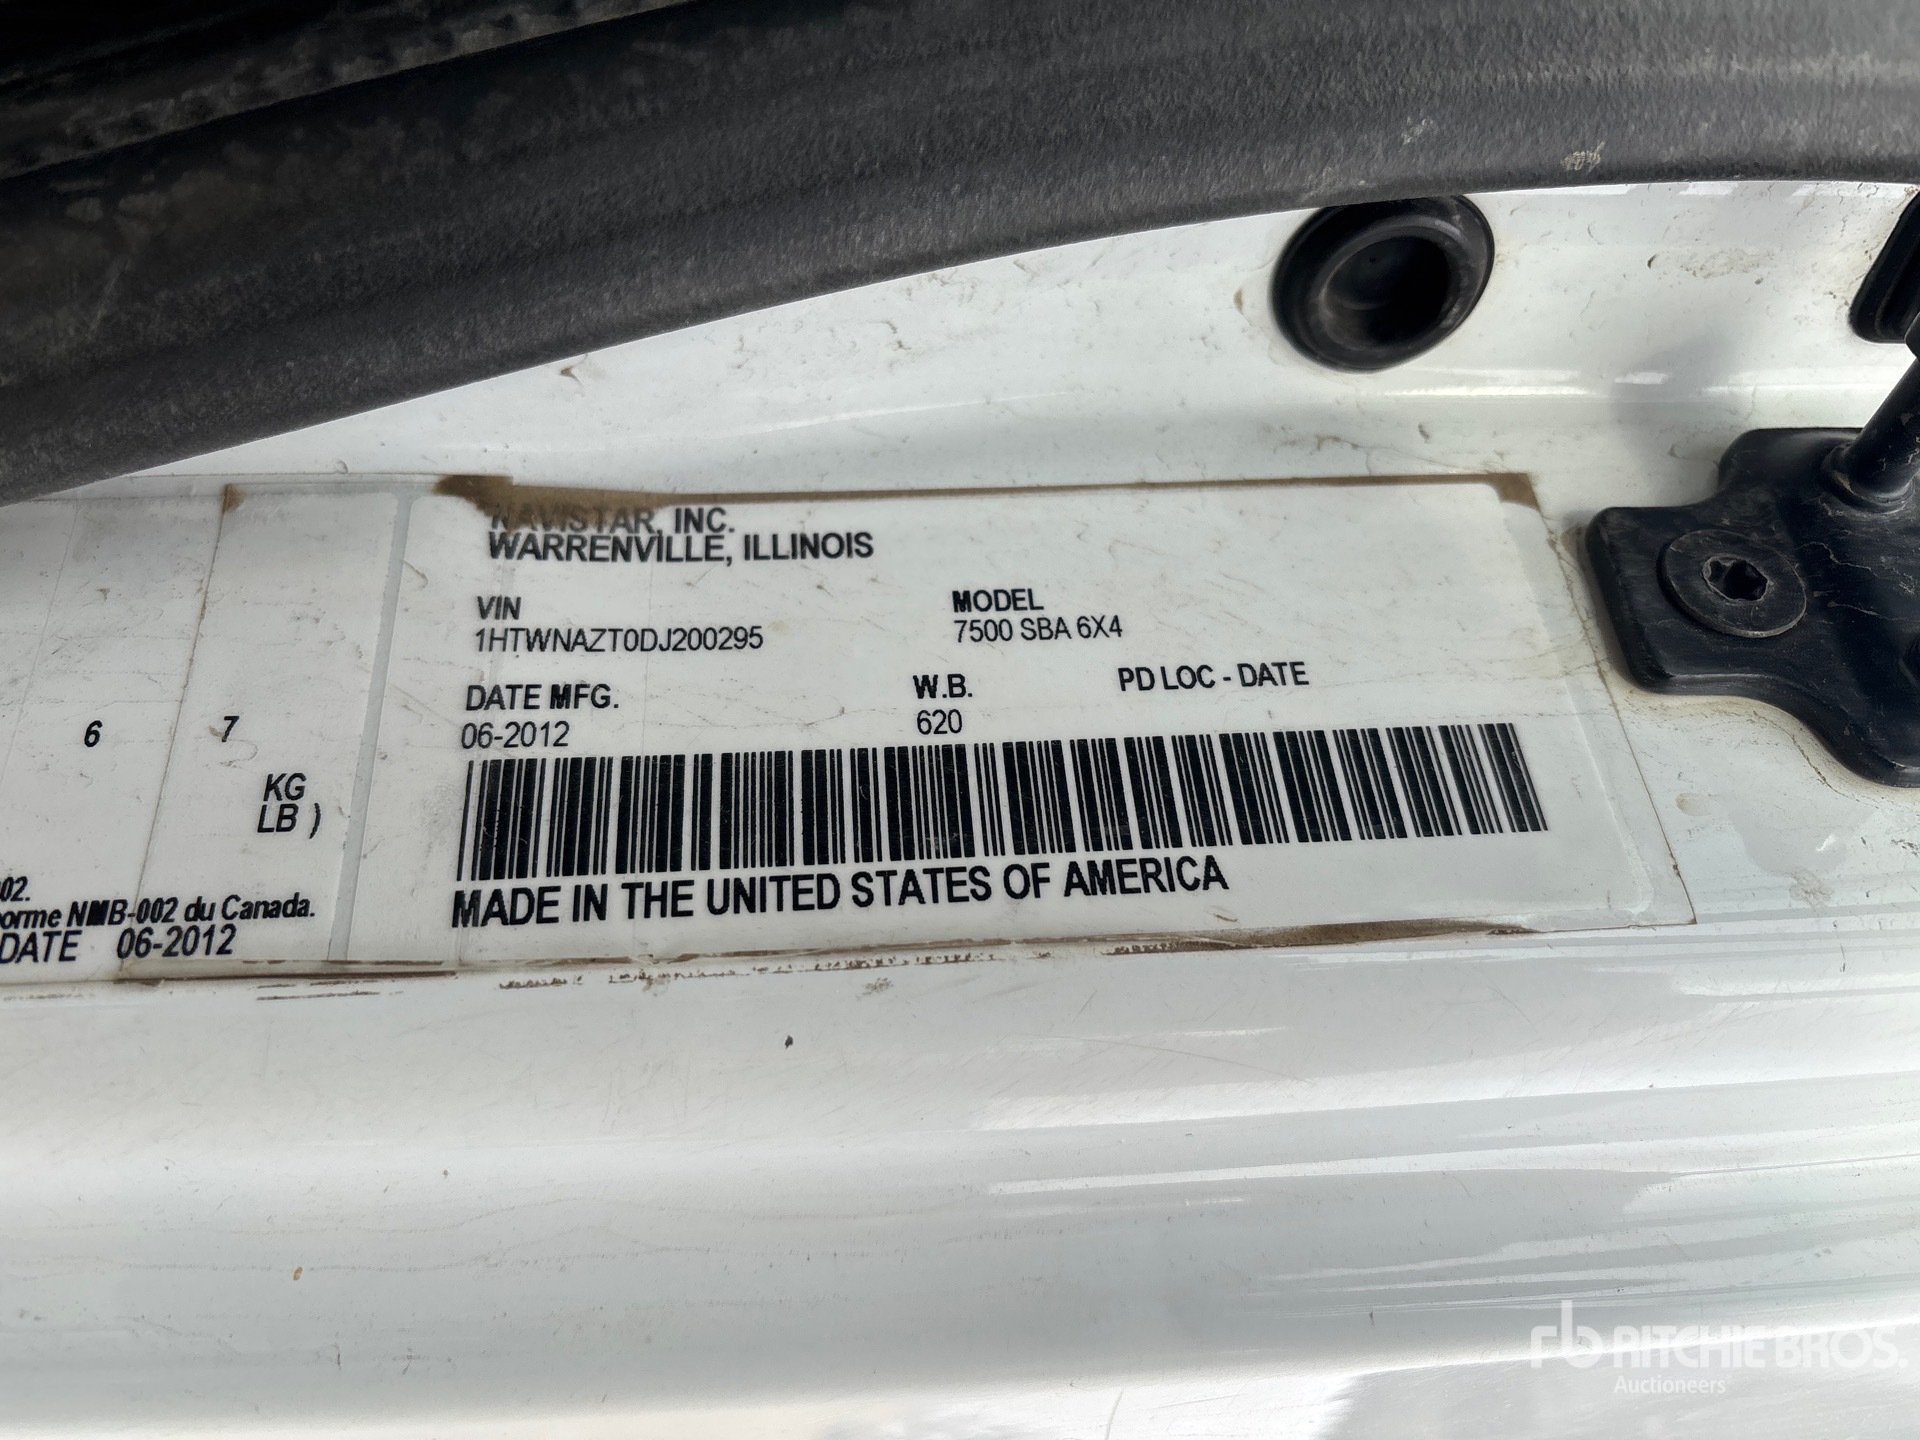 NAVISTAR, INC.
WARRENVILLE, ILLINOIS
VIN
1HTWNAZT0DJ200295
MODEL
7500 SBA 6X4
DATE MFG.
06-2012
W.B.
620
PD LOC - DATE
MADE IN THE UNITED STATES OF AMERICA
6 7
KG
LB )
02.
orme NMB-002 du Canada.
DATE 06-2012
rb RITCHIE BROS.
Auctioneers